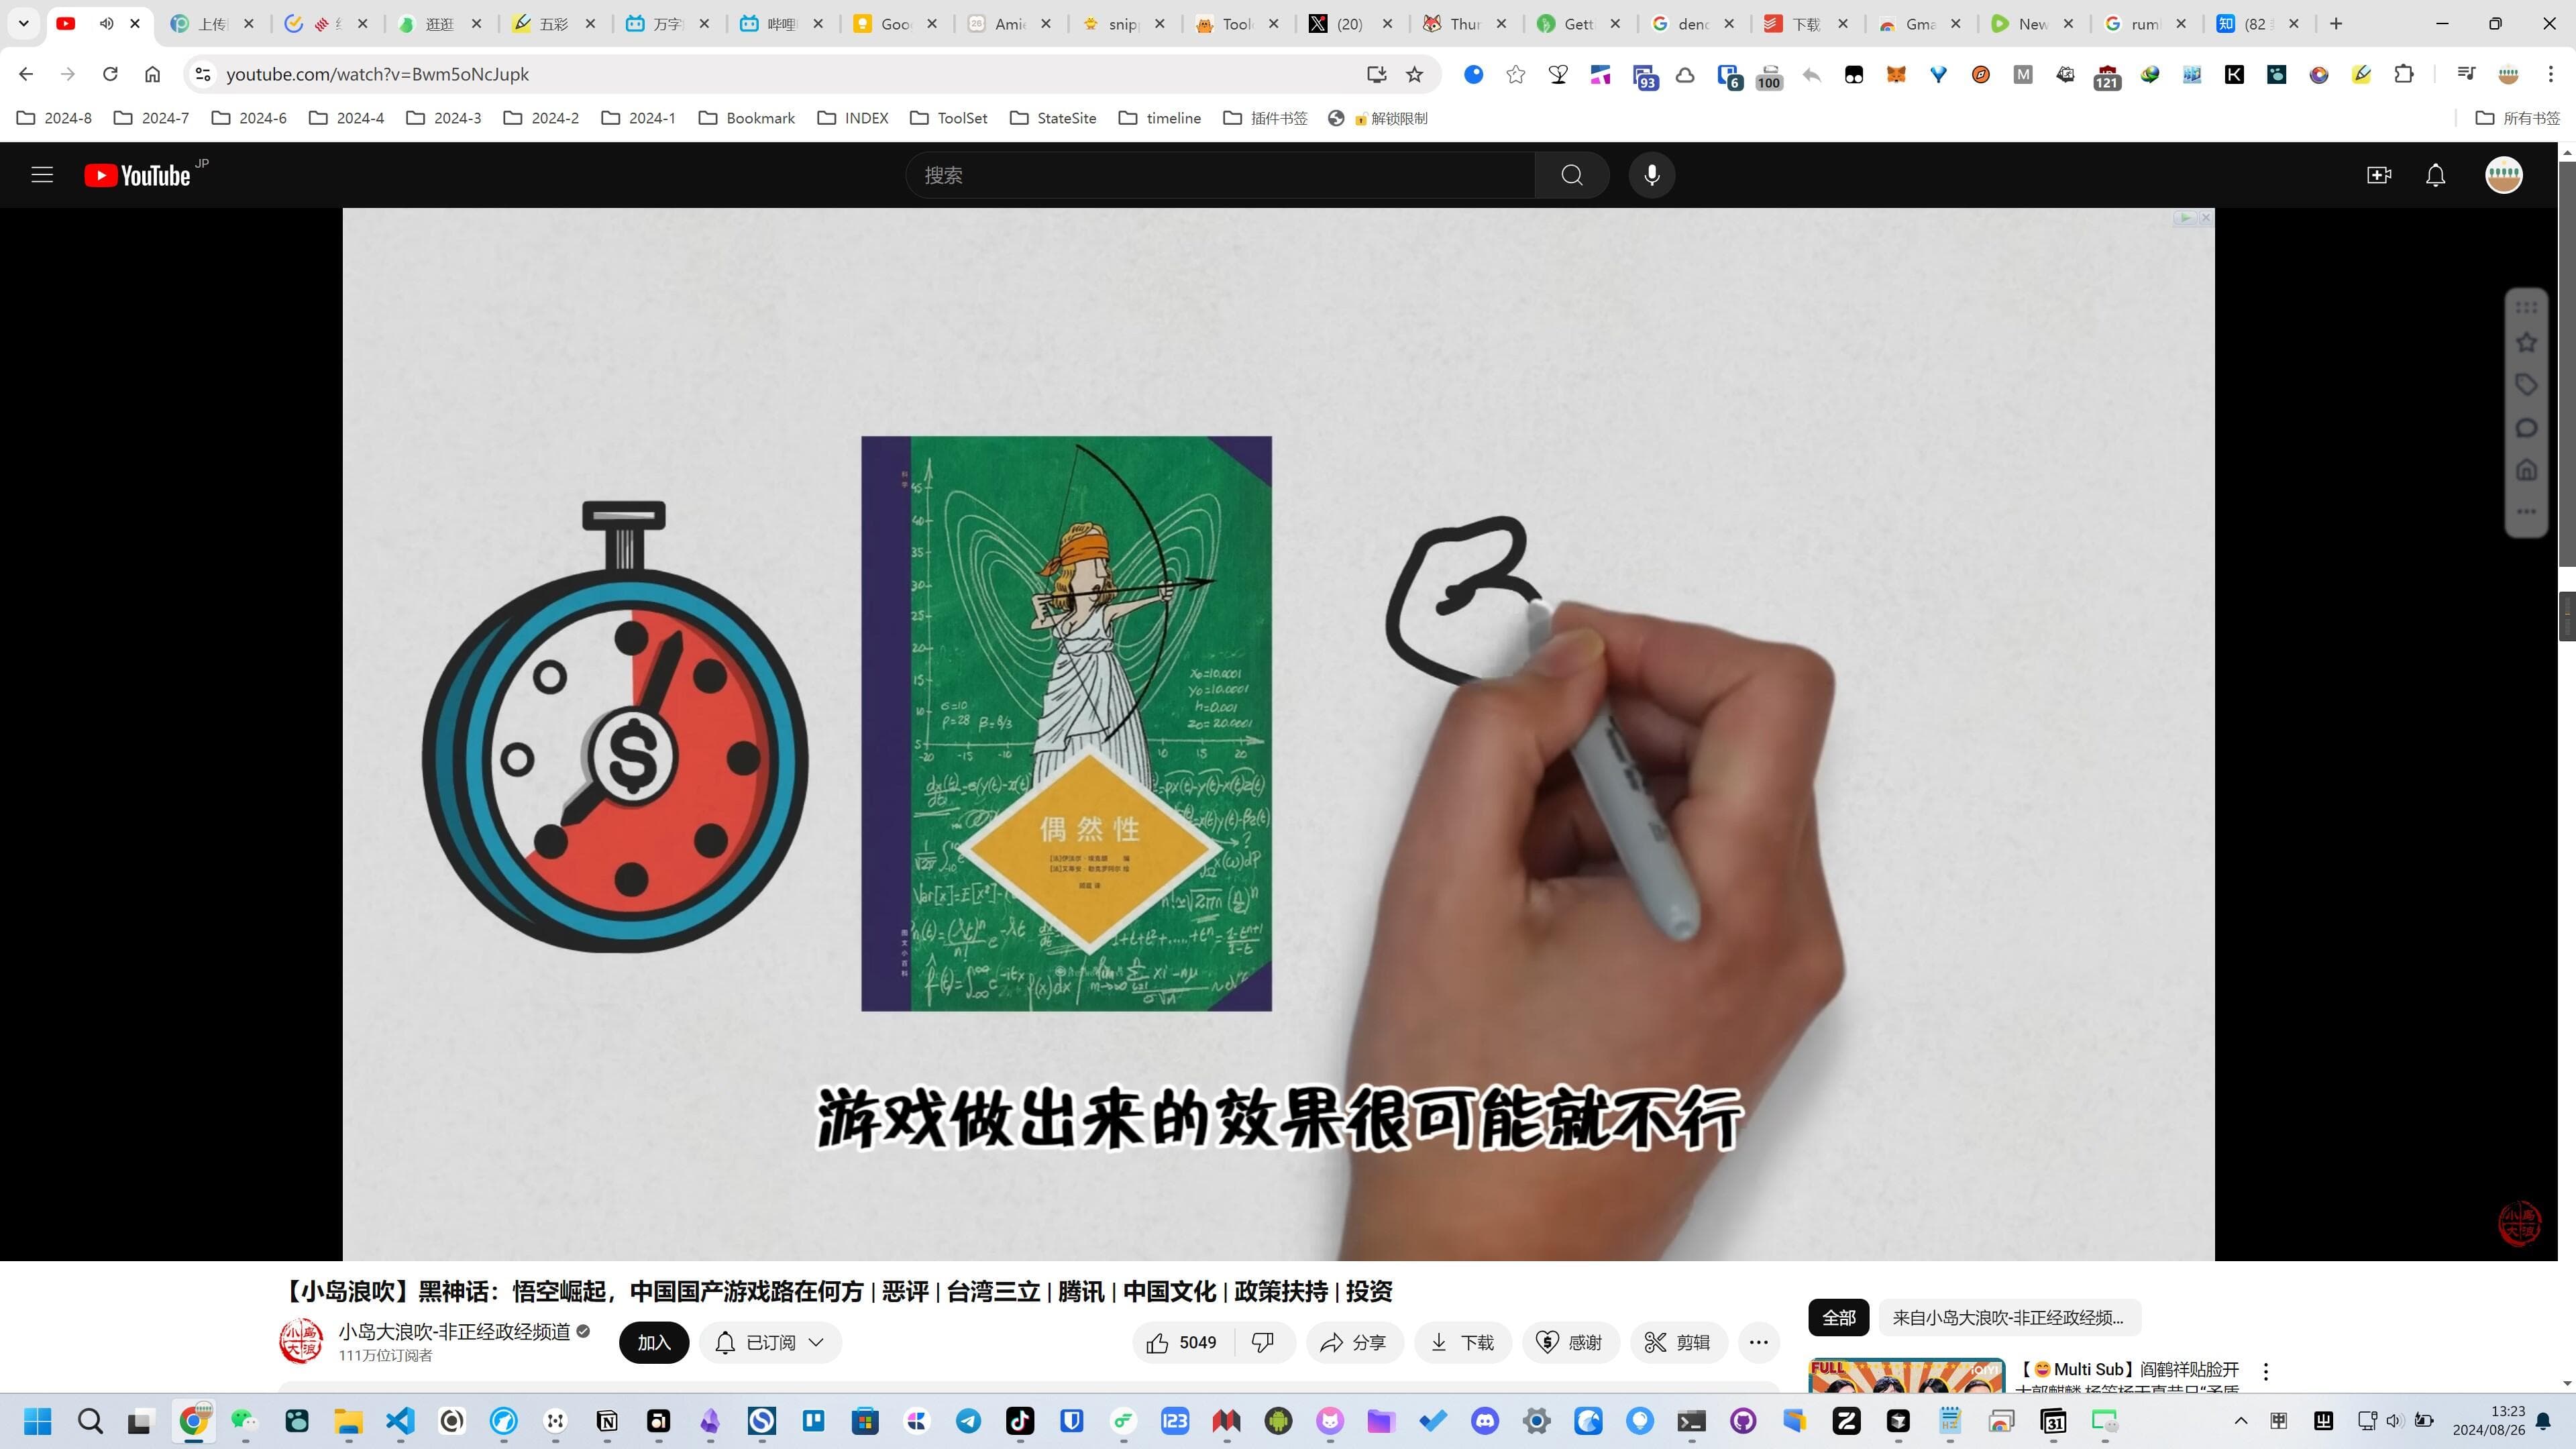 上传
逛逛
五彩
万字
哔哩
Goo
Amie
snip
Tool
(20)
Thur
Gett
denc
下载
Gma
New
rum
(82
youtube.com/watch?v=Bwm5oNcJupk
93
6
100
121
2024-8
2024-7
2024-6
2024-4
2024-3
2024-2
2024-1
Bookmark
INDEX
ToolSet
StateSite
timeline
插件书签
解锁限制
所有书签
YouTube JP
搜索
偶然性
σ=10
ρ=28 β=8/3
X₀=10.0001
Y₀=10.0001
h=0.001
Z₀=20.0001
游戏做出来的效果很可能就不行
小岛大浪
【小岛浪吹】黑神话：悟空崛起，中国国产游戏路在何方 | 恶评 | 台湾三立 | 腾讯 | 中国文化 | 政策扶持 | 投资
小岛大浪吹-非正经政经频道
111万位订阅者
加入
已订阅
5049
分享
下载
感谢
剪辑
全部
来自小岛大浪吹-非正经政经频...
FULL
【😄 Multi Sub】阎鹤祥贴脸开
13:23
2024/08/26